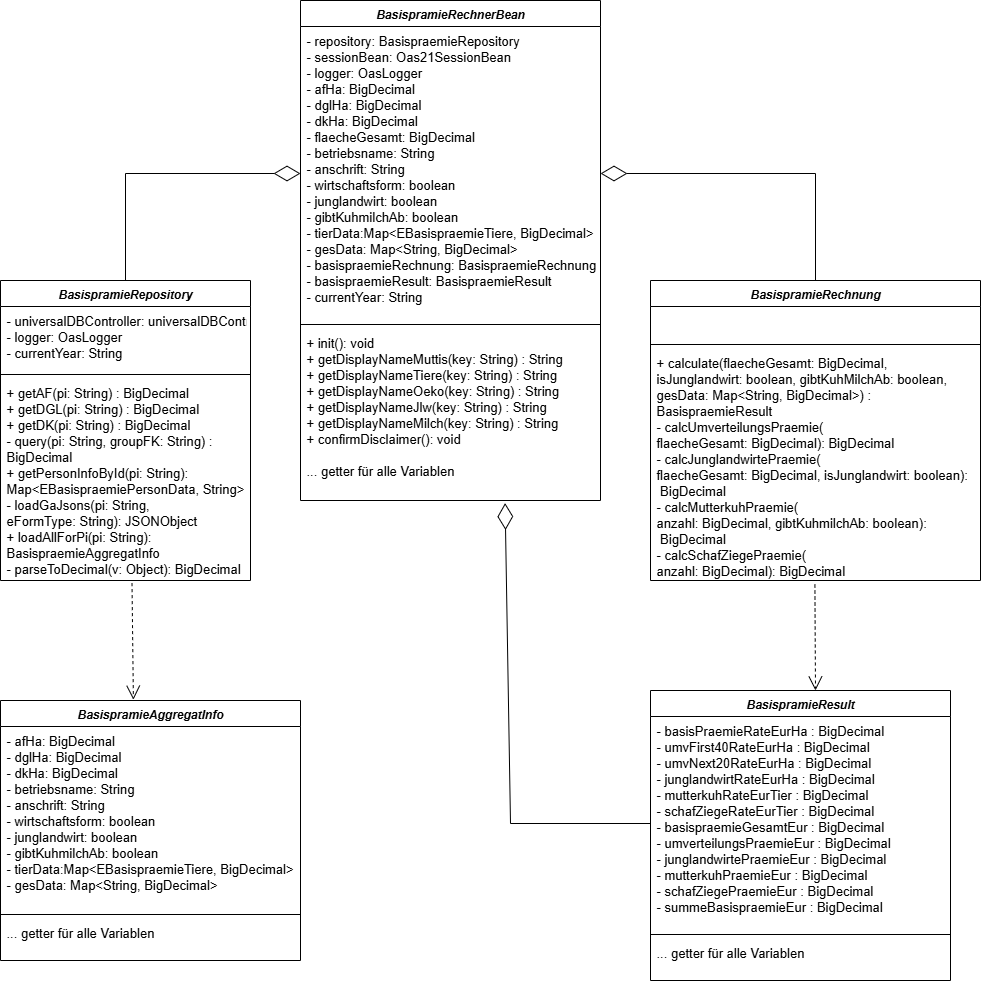 BasispramieRechnerBean
- repository: BasispraemieRepository
- sessionBean: Oas21SessionBean
- logger: OasLogger
- afHa: BigDecimal
- dglHa: BigDecimal
- dkHa: BigDecimal
- flaecheGesamt: BigDecimal
- betriebsname: String
- anschrift: String
- wirtschaftsform: boolean
- junglandwirt: boolean
- gibtKuhmilchAb: boolean
- tierData:Map<EBasispraemieTiere, BigDecimal>
- gesData: Map<String, BigDecimal>
- basispraemieRechnung: BasispraemieRechnung
- basispraemieResult: BasispraemieResult
- currentYear: String
+ init(): void
+ getDisplayNameMuttis(key: String) : String
+ getDisplayNameTiere(key: String) : String
+ getDisplayNameOeko(key: String) : String
+ getDisplayNameJlw(key: String) : String
+ getDisplayNameMilch(key: String) : String
+ confirmDisclaimer(): void
... getter für alle Variablen
BasispramieRepository
- universalDBController: universalDBCont
- logger: OasLogger
- currentYear: String
+ getAF(pi: String) : BigDecimal
+ getDGL(pi: String) : BigDecimal
+ getDK(pi: String) : BigDecimal
- query(pi: String, groupFK: String) :
BigDecimal
+ getPersonInfoById(pi: String):
Map<EBasispraemiePersonData, String>
- loadGaJsons(pi: String,
eFormType: String): JSONObject
+ loadAllForPi(pi: String):
BasispraemieAggregatInfo
- parseToDecimal(v: Object): BigDecimal
BasispramieRechnung
+ calculate(flaecheGesamt: BigDecimal,
isJunglandwirt: boolean, gibtKuhMilchAb: boolean,
gesData: Map<String, BigDecimal>) :
BasispraemieResult
- calcUmverteilungsPraemie(
flaecheGesamt: BigDecimal): BigDecimal
- calcJunglandwirtePraemie(
flaecheGesamt: BigDecimal, isJunglandwirt: boolean):
BigDecimal
- calcMutterkuhPraemie(
anzahl: BigDecimal, gibtKuhmilchAb: boolean):
BigDecimal
- calcSchafZiegePraemie(
anzahl: BigDecimal): BigDecimal
BasispramieAggregatInfo
- afHa: BigDecimal
- dglHa: BigDecimal
- dkHa: BigDecimal
- betriebsname: String
- anschrift: String
- wirtschaftsform: boolean
- junglandwirt: boolean
- gibtKuhmilchAb: boolean
- tierData:Map<EBasispraemieTiere, BigDecimal>
- gesData: Map<String, BigDecimal>
... getter für alle Variablen
BasispramieResult
- basisPraemieRateEurHa : BigDecimal
- umvFirst40RateEurHa : BigDecimal
- umvNext20RateEurHa : BigDecimal
- junglandwirtRateEurHa : BigDecimal
- mutterkuhRateEurTier : BigDecimal
- schafZiegeRateEurTier : BigDecimal
- basispraemieGesamtEur : BigDecimal
- umverteilungsPraemieEur : BigDecimal
- junglandwirtePraemieEur : BigDecimal
- mutterkuhPraemieEur : BigDecimal
- schafZiegePraemieEur : BigDecimal
- summeBasispraemieEur : BigDecimal
... getter für alle Variablen